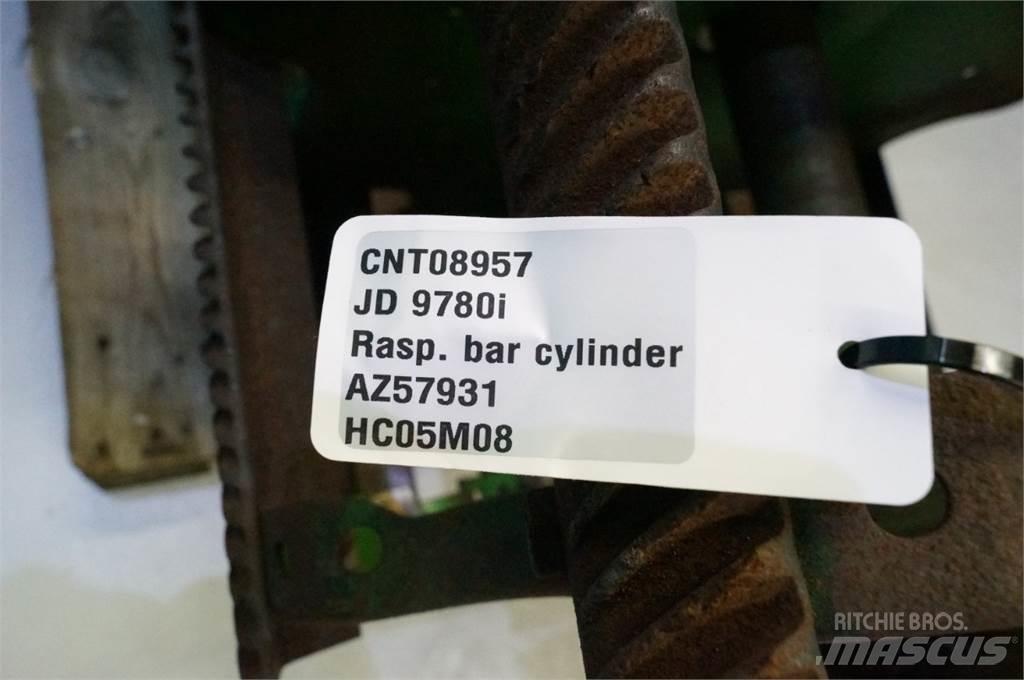 CNT08957
JD 9780i
Rasp. bar cylinder
AZ57931
HC05M08
RITCHIE BROS.
MASCUS